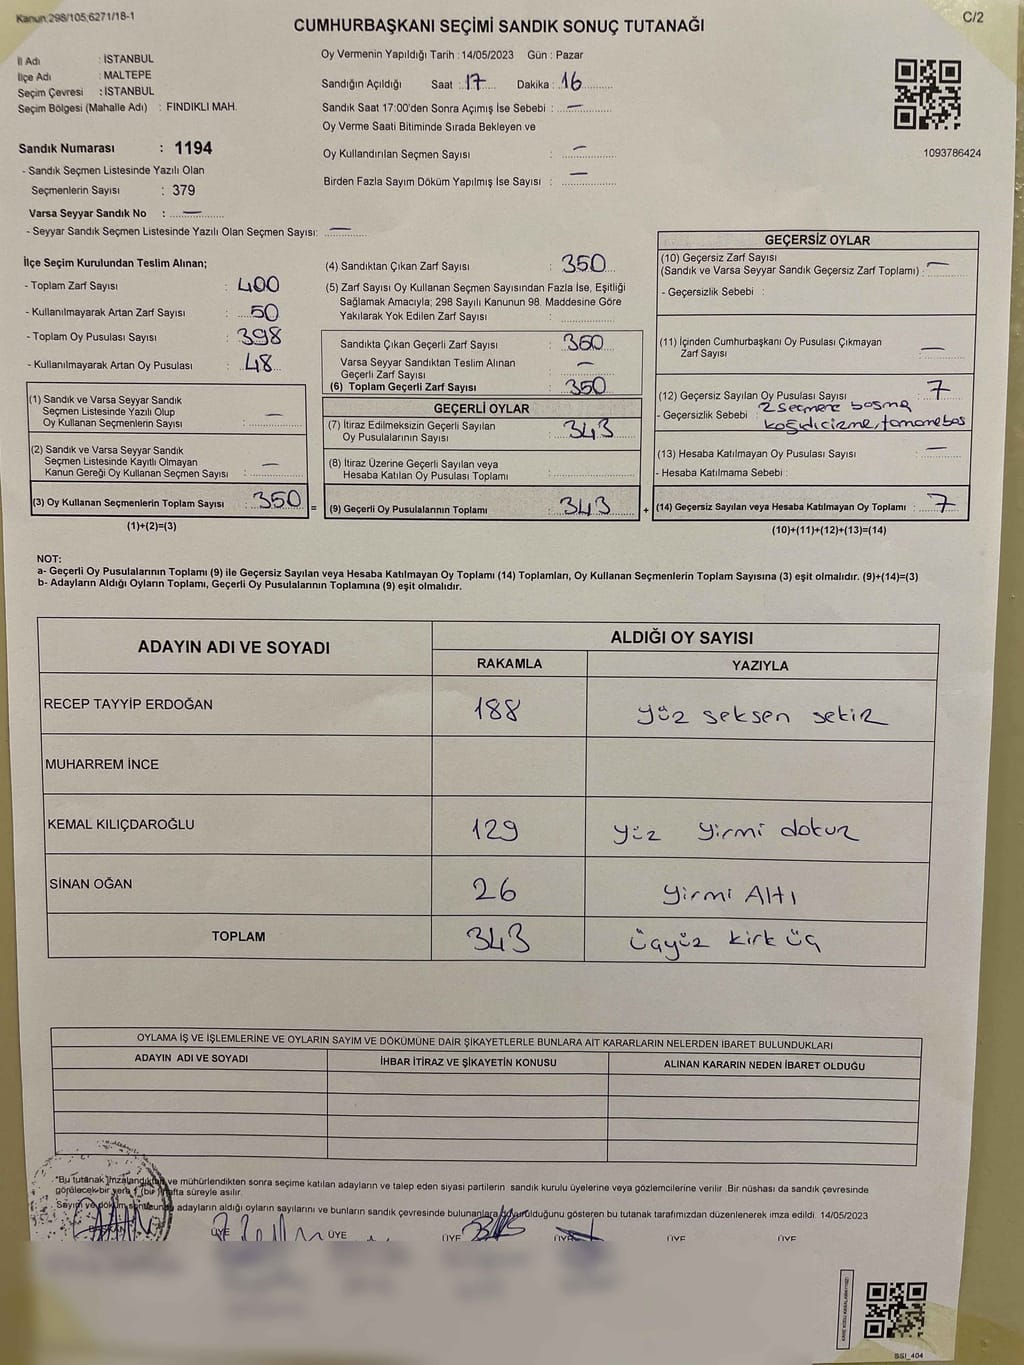 Kanun:298/105,6271/18-1
C/2
CUMHURBAŞKANI SEÇİMİ SANDIK SONUÇ TUTANAĞI
İl Adı : İSTANBUL
İlçe Adı : MALTEPE
Seçim Çevresi : İSTANBUL
Seçim Bölgesi (Mahalle Adı) : FINDIKLI MAH.
Oy Vermenin Yapıldığı Tarih : 14/05/2023 Gün : Pazar
Sandığın Açıldığı Saat : 17 Dakika : 16
Sandık Saat 17:00'den Sonra Açımış İse Sebebi : —
Oy Verme Saati Bitiminde Sırada Bekleyen ve
Oy Kullandırılan Seçmen Sayısı : —
Birden Fazla Sayım Döküm Yapılmış İse Sayısı : —
1093786424
Sandık Numarası : 1194
- Sandık Seçmen Listesinde Yazılı Olan
Seçmenlerin Sayısı : 379
Varsa Seyyar Sandık No : —
- Seyyar Sandık Seçmen Listesinde Yazılı Olan Seçmen Sayısı: —
İlçe Seçim Kurulundan Teslim Alınan;
- Toplam Zarf Sayısı : 400
- Kullanılmayarak Artan Zarf Sayısı : 50
- Toplam Oy Pusulası Sayısı : 398
- Kullanılmayarak Artan Oy Pusulası : 48
(1) Sandık ve Varsa Seyyar Sandık
Seçmen Listesinde Yazılı Olup
Oy Kullanan Seçmenlerin Sayısı : —
(2) Sandık ve Varsa Seyyar Sandık
Seçmen Listesinde Kayıtlı Olmayan
Kanun Gereği Oy Kullanan Seçmen Sayısı : —
(3) Oy Kullanan Seçmenlerin Toplam Sayısı : 350 =
(1)+(2)=(3)
(4) Sandıktan Çıkan Zarf Sayısı : 350
(5) Zarf Sayısı Oy Kullanan Seçmen Sayısından Fazla İse, Eşitliği
Sağlamak Amacıyla; 298 Sayılı Kanunun 98. Maddesine Göre
Yakılarak Yok Edilen Zarf Sayısı :
Sandıkta Çıkan Geçerli Zarf Sayısı : 350
Varsa Seyyar Sandıktan Teslim Alınan
Geçerli Zarf Sayısı : —
(6) Toplam Geçerli Zarf Sayısı : 350
GEÇERLİ OYLAR
(7) İtiraz Edilmeksizin Geçerli Sayılan
Oy Pusulalarının Sayısı : 343
(8) İtiraz Üzerine Geçerli Sayılan veya
Hesaba Katılan Oy Pusulası Toplamı :
(9) Geçerli Oy Pusulalarının Toplamı : 343 +
GEÇERSİZ OYLAR
(10) Geçersiz Zarf Sayısı
(Sandık ve Varsa Seyyar Sandık Geçersiz Zarf Toplamı) : —
- Geçersizlik Sebebi :
(11) İçinden Cumhurbaşkanı Oy Pusulası Çıkmayan
Zarf Sayısı : —
(12) Geçersiz Sayılan Oy Pusulası Sayısı : 7
- Geçersizlik Sebebi : 2 seçmene basma
(13) Hesaba Katılmayan Oy Pusulası Sayısı : —
- Hesaba Katılmama Sebebi :
(14) Geçersiz Sayılan veya Hesaba Katılmayan Oy Toplamı : 7
(10)+(11)+(12)+(13)=(14)
NOT:
a- Geçerli Oy Pusulalarının Toplamı (9) ile Geçersiz Sayılan veya Hesaba Katılmayan Oy Toplamı (14) Toplamları, Oy Kullanan Seçmenlerin Toplam Sayısına (3) eşit olmalıdır. (9)+(14)=(3)
b- Adayların Aldığı Oyların Toplamı, Geçerli Oy Pusulalarının Toplamına (9) eşit olmalıdır.
ADAYIN ADI VE SOYADI
ALDIĞI OY SAYISI
RAKAMLA YAZIYLA
RECEP TAYYİP ERDOĞAN 188 yüz seksen sekiz
MUHARREM İNCE
KEMAL KILIÇDAROĞLU 129 yüz yirmi dokuz
SİNAN OĞAN 26 yirmi Altı
TOPLAM 343 üçyüz kırk üç
OYLAMA İŞ VE İŞLEMLERİNE VE OYLARIN SAYIM VE DÖKÜMÜNE DAİR ŞİKAYETLERLE BUNLARA AİT KARARLARIN NELERDEN İBARET BULUNDUKLARI
ADAYIN ADI VE SOYADI İHBAR İTİRAZ VE ŞİKAYETİN KONUSU ALINAN KARARIN NEDEN İBARET OLDUĞU
"Bu tutanak imzalandıktan ve mühürlendikten sonra seçime katılan adayların ve talep eden siyasi partilerin sandık kurulu üyelerine veya gözlemcilerine verilir. Bir nüshası da sandık çevresinde
görülecek bir yere 1 (bir) hafta süreyle asılır.
Sayım ve döküm sonucunda adayların aldığı oyların sayılarını ve bunların sandık çevresinde bulunanlara duyurulduğunu gösteren bu tutanak tarafımızdan düzenlenerek imza edildi. 14/05/2023
BAŞKAN ÜYE ÜYE ÜYE ÜYE ÜYE ÜYE
SSI_404